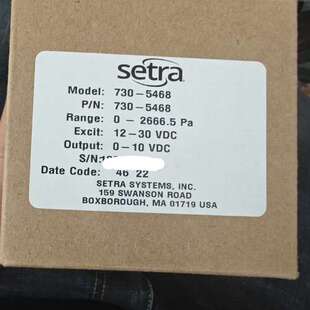 setra
Model: 730-5468
P/N: 730-5468
Range: 0 - 2666.5 Pa
Excit: 12-30 VDC
Output: 0-10 VDC
S/N:
Date Code: 46 22
SETRA SYSTEMS, INC.
159 SWANSON ROAD
BOXBOROUGH, MA 01719 USA